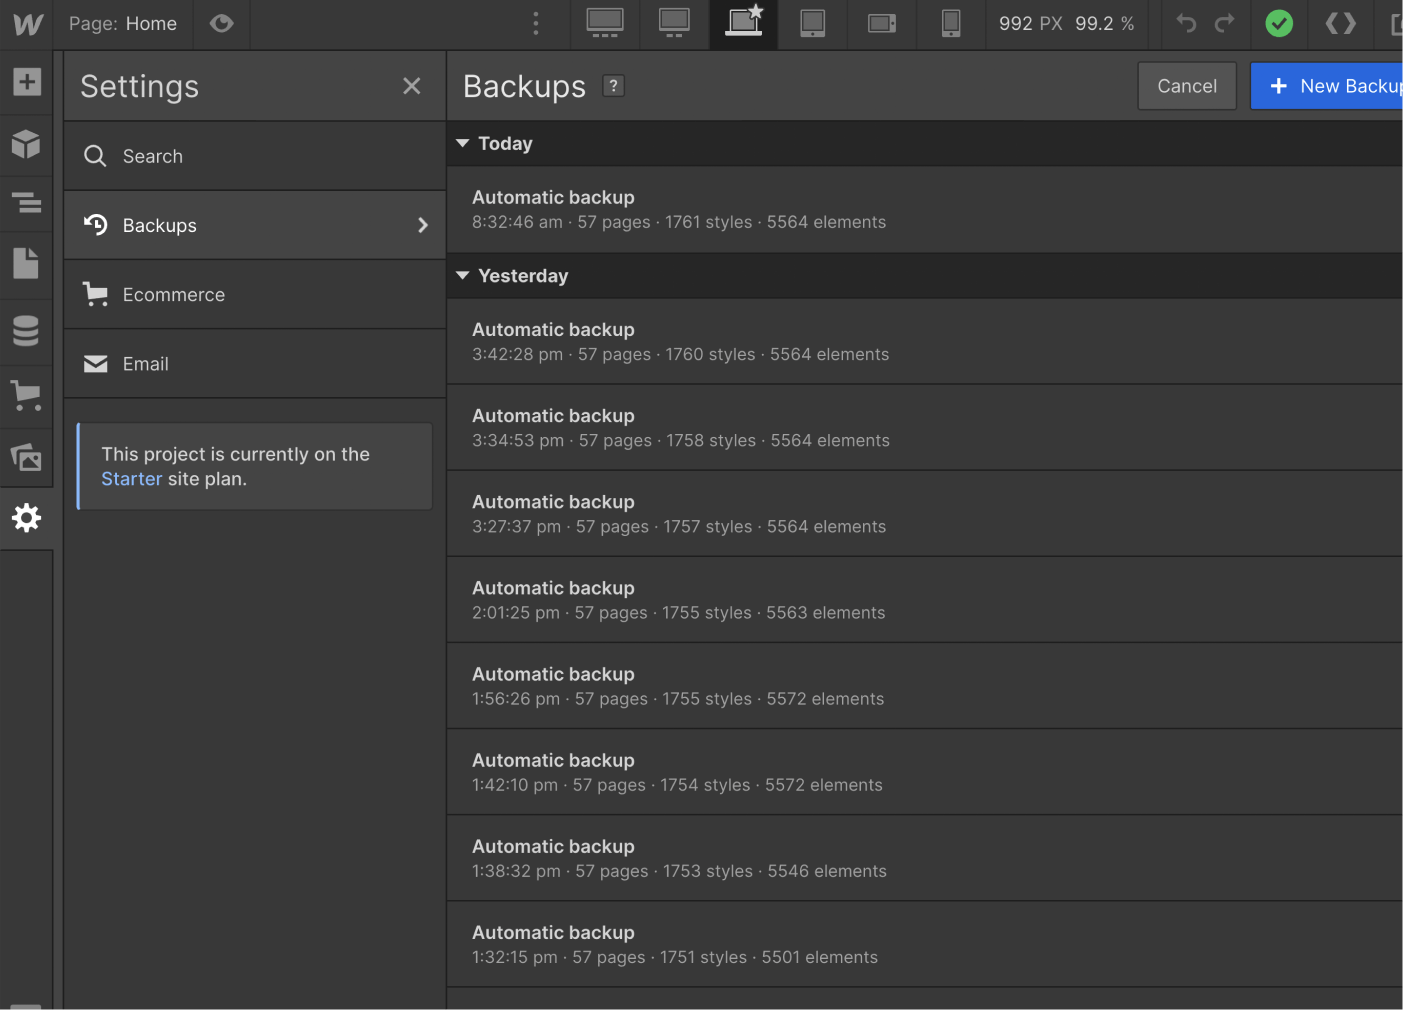 Page: Home
992 PX 99.2 %
Settings
Backups ?
Cancel
New Backup
Search
Backups
Ecommerce
Email
This project is currently on the
Starter site plan.
Today
Automatic backup
8:32:46 am · 57 pages · 1761 styles · 5564 elements
Yesterday
Automatic backup
3:42:28 pm · 57 pages · 1760 styles · 5564 elements
Automatic backup
3:34:53 pm · 57 pages · 1758 styles · 5564 elements
Automatic backup
3:27:37 pm · 57 pages · 1757 styles · 5564 elements
Automatic backup
2:01:25 pm · 57 pages · 1755 styles · 5563 elements
Automatic backup
1:56:26 pm · 57 pages · 1755 styles · 5572 elements
Automatic backup
1:42:10 pm · 57 pages · 1754 styles · 5572 elements
Automatic backup
1:38:32 pm · 57 pages · 1753 styles · 5546 elements
Automatic backup
1:32:15 pm · 57 pages · 1751 styles · 5501 elements